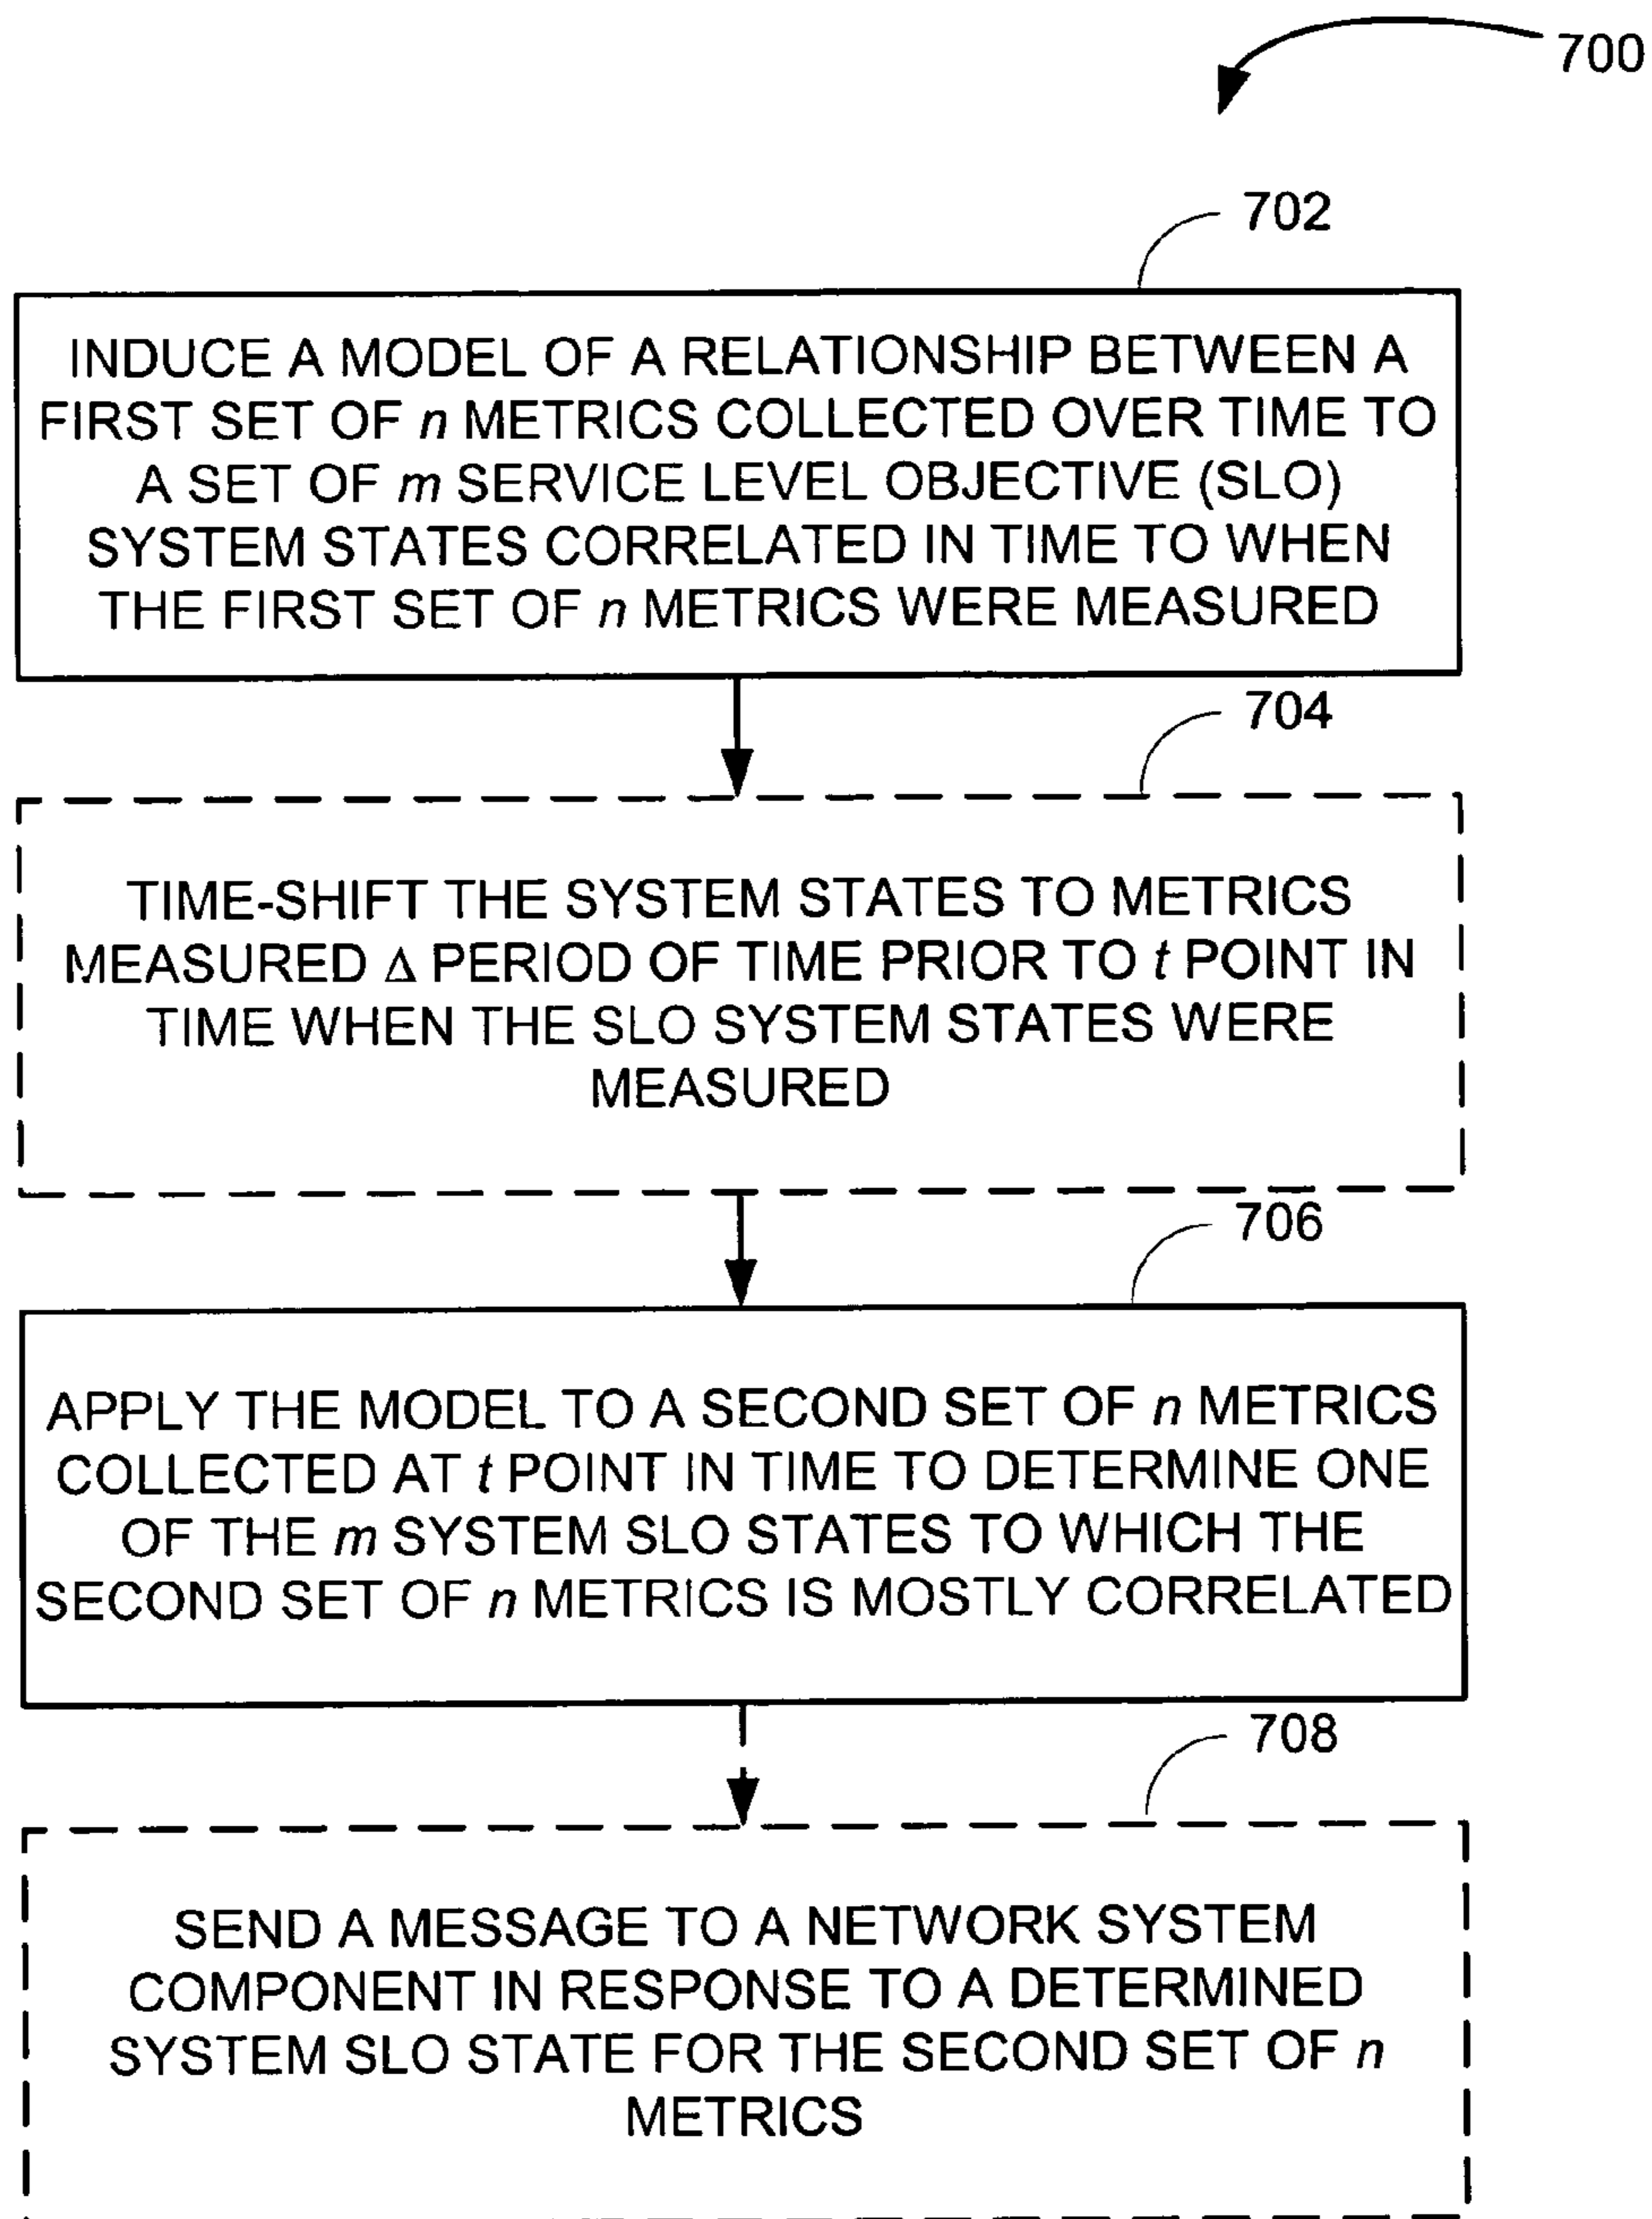 700
702
INDUCE A MODEL OF A RELATIONSHIP BETWEEN A
FIRST SET OF n METRICS COLLECTED OVER TIME TO
A SET OF m SERVICE LEVEL OBJECTIVE (SLO)
SYSTEM STATES CORRELATED IN TIME TO WHEN
THE FIRST SET OF n METRICS WERE MEASURED
704
TIME-SHIFT THE SYSTEM STATES TO METRICS
MEASURED Δ PERIOD OF TIME PRIOR TO t POINT IN
TIME WHEN THE SLO SYSTEM STATES WERE
MEASURED
706
APPLY THE MODEL TO A SECOND SET OF n METRICS
COLLECTED AT t POINT IN TIME TO DETERMINE ONE
OF THE m SYSTEM SLO STATES TO WHICH THE
SECOND SET OF n METRICS IS MOSTLY CORRELATED
708
SEND A MESSAGE TO A NETWORK SYSTEM
COMPONENT IN RESPONSE TO A DETERMINED
SYSTEM SLO STATE FOR THE SECOND SET OF n
METRICS